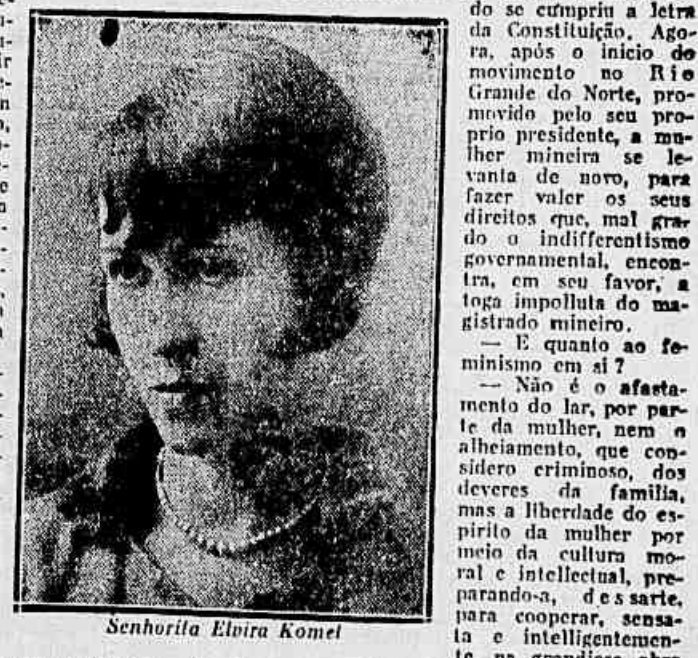 Senhorita Elvira Komel
do se cumpriu a letra
da Constituição. Ago-
ra, após o inicio do
movimento no Rio
Grande do Norte, pro-
movido pelo seu pro-
prio presidente, a mu-
lher mineira se le-
vanta de novo, para
fazer valer os seus
direitos que, mal gra-
do o indifferentismo
governamental, encon-
tra, em seu favor, a
toga impolluta do ma-
gistrado mineiro.
— E quanto ao fe-
minismo em si ?
— Não é o afasta-
mento do lar, por par-
te da mulher, nem o
alheiamento, que con-
sidero criminoso, dos
deveres da familia,
mas a liberdade do es-
pirito da mulher por
meio da cultura mo-
ral e intellectual, pre-
parando-a, dessarte,
para cooperar, sensa-
ta e intelligentemen-